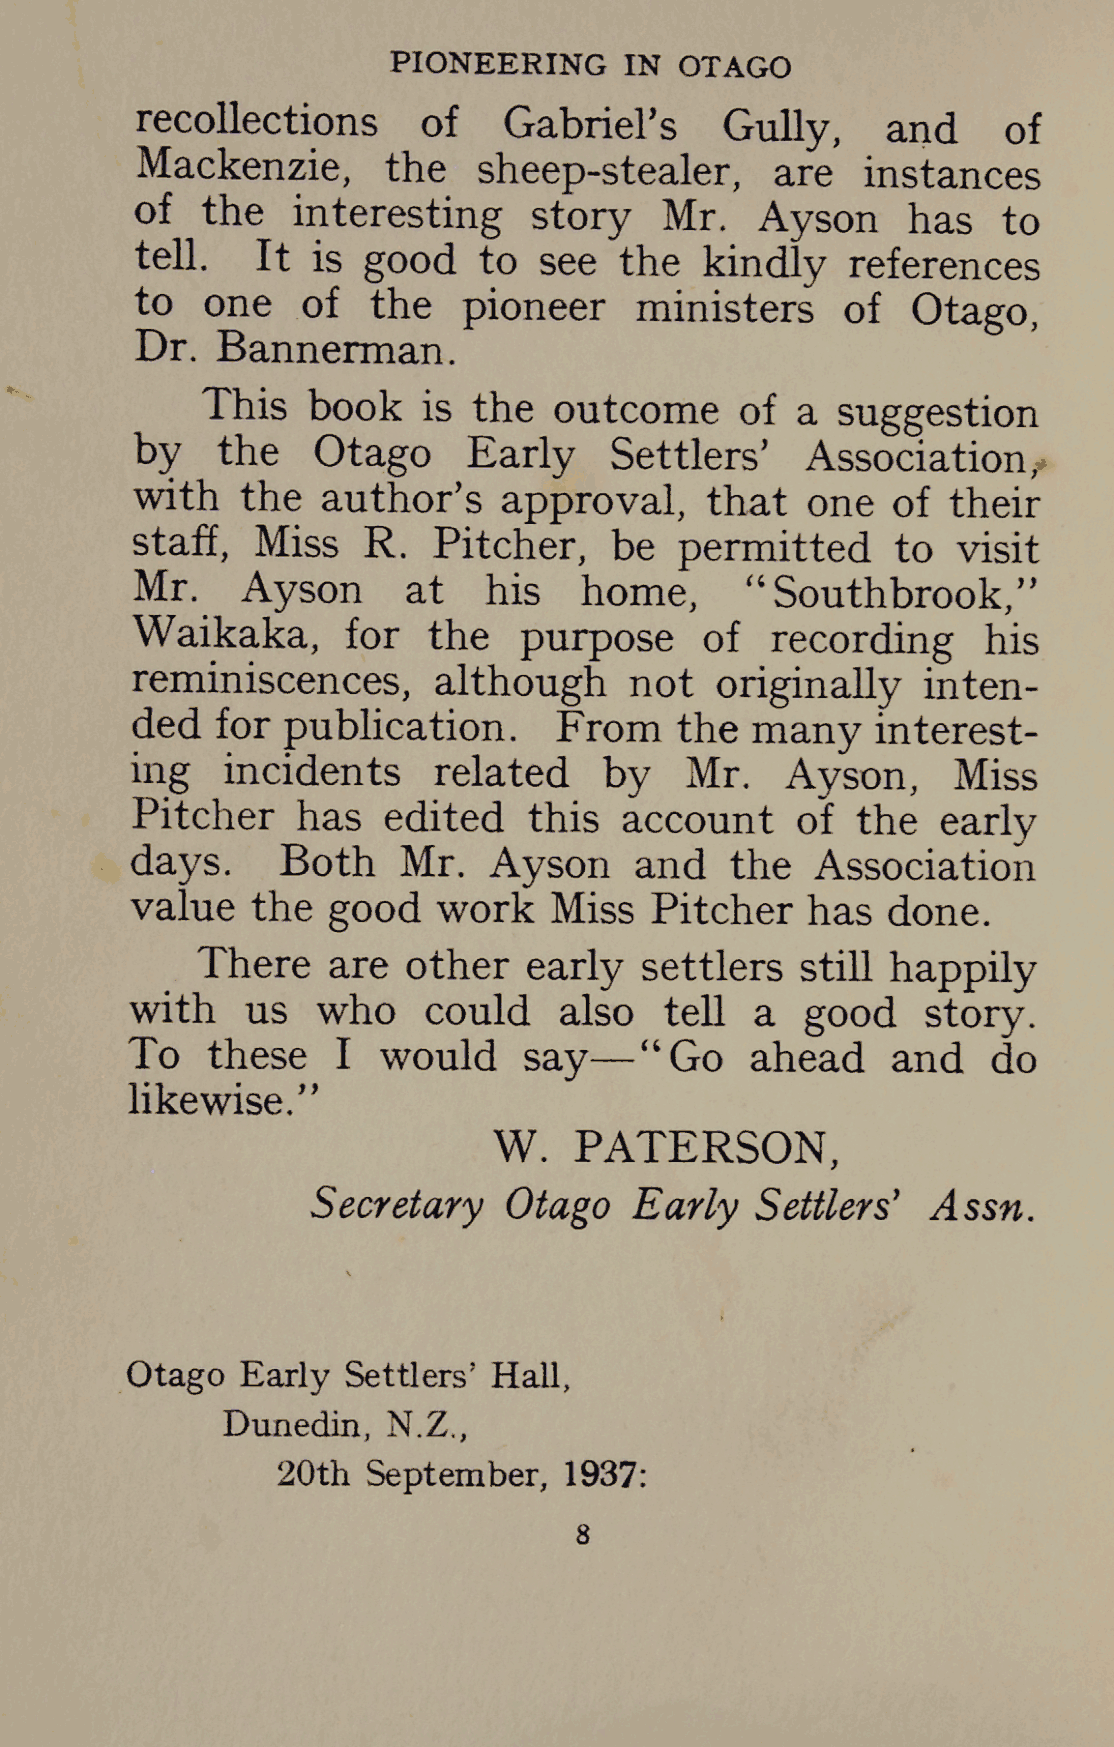 PIONEERING IN OTAGO
recollections of Gabriel's Gully, and of
Mackenzie, the sheep-stealer, are instances
of the interesting story Mr. Ayson has to
tell. It is good to see the kindly references
to one of the pioneer ministers of Otago,
Dr. Bannerman.
This book is the outcome of a suggestion
by the Otago Early Settlers' Association,
with the author's approval, that one of their
staff, Miss R. Pitcher, be permitted to visit
Mr. Ayson at his home, "Southbrook,"
Waikaka, for the purpose of recording his
reminiscences, although not originally inten-
ded for publication. From the many interest-
ing incidents related by Mr. Ayson, Miss
Pitcher has edited this account of the early
days. Both Mr. Ayson and the Association
value the good work Miss Pitcher has done.
There are other early settlers still happily
with us who could also tell a good story.
To these I would say—"Go ahead and do
likewise."
W. PATERSON,
Secretary Otago Early Settlers' Assn.
Otago Early Settlers' Hall,
Dunedin, N.Z.,
20th September, 1937:
8